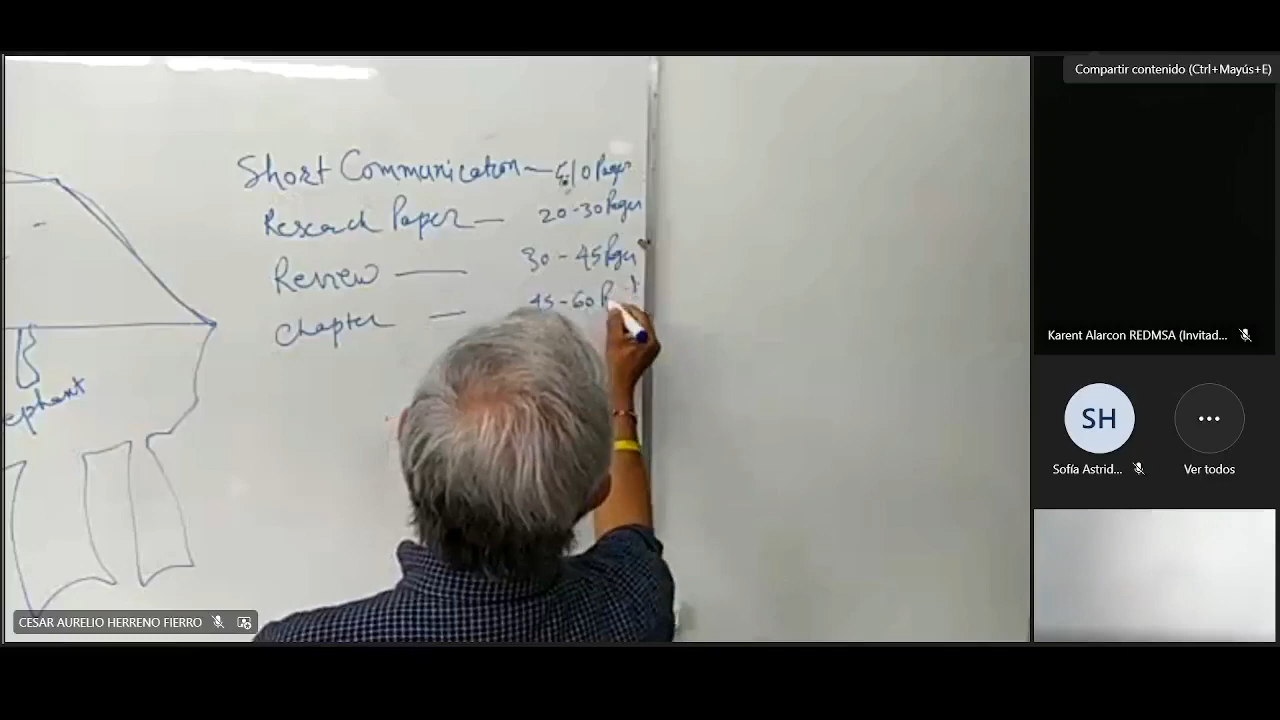 Compartir contenido (Ctrl+Mayús+E)
Short Communication — 10 Pages
Research Paper — 20-30 Pages
Review — 30-45 Pages
Chapter — 45-60 P
ephant
Karent Alarcon REDMSA (Invitad...
SH
Sofía Astrid...
Ver todos
CESAR AURELIO HERRENO FIERRO